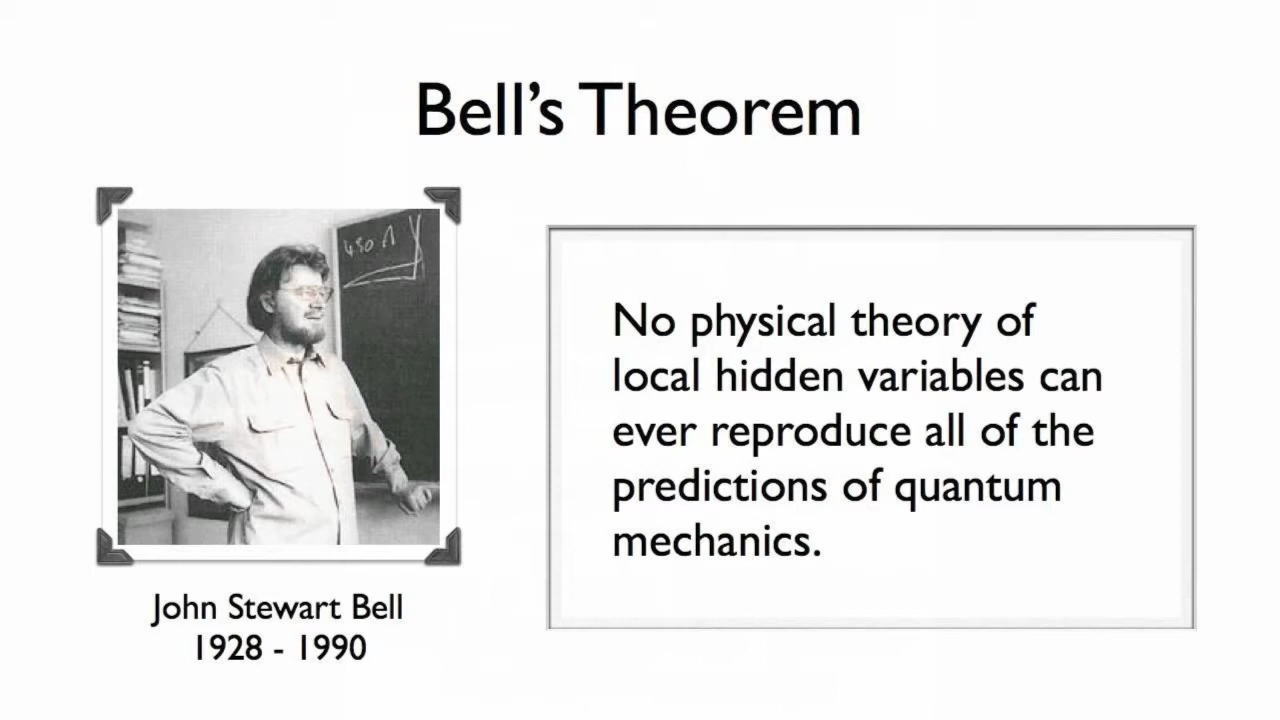 Bell’s Theorem
No physical theory of
local hidden variables can
ever reproduce all of the
predictions of quantum
mechanics.
John Stewart Bell
1928 - 1990